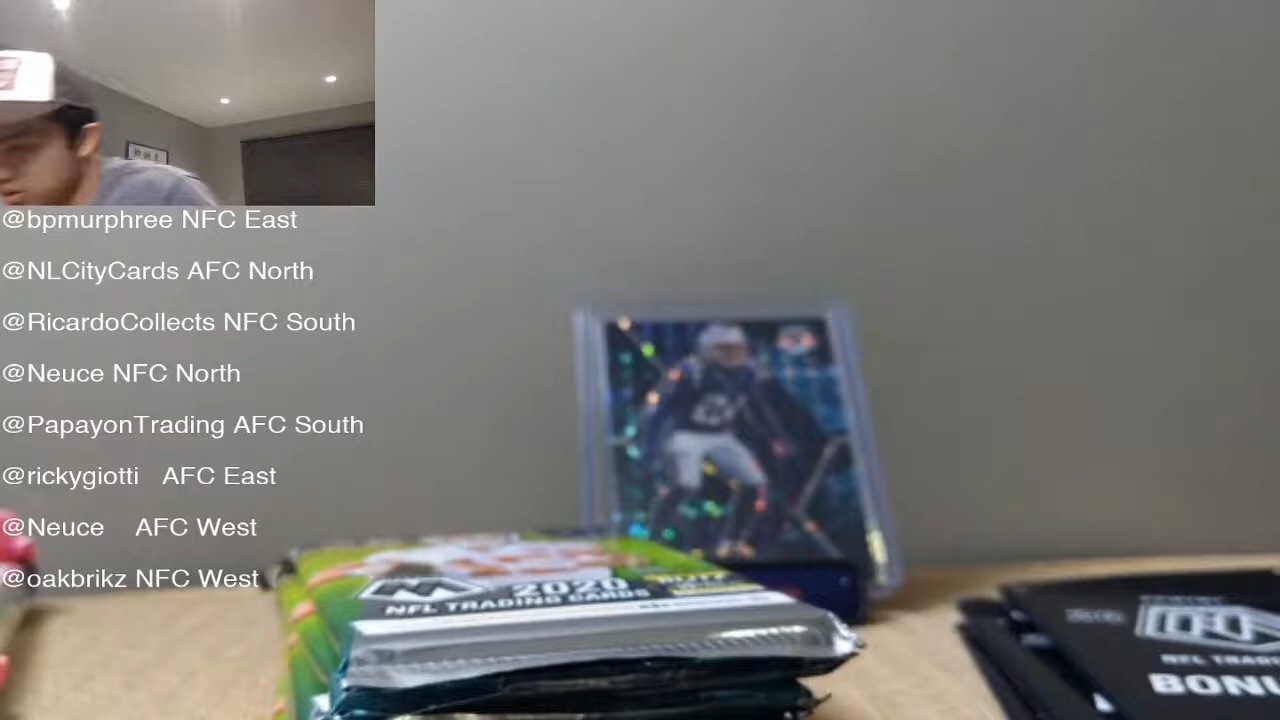 @bpmurphree NFC East
@NLCityCards AFC North
@RicardoCollects NFC South
@Neuce NFC North
@PapayonTrading AFC South
@rickygiotti AFC East
@Neuce AFC West
@oakbrikz NFC West
2020
NFL TRADING CARDS
NFL TRAD
BONU